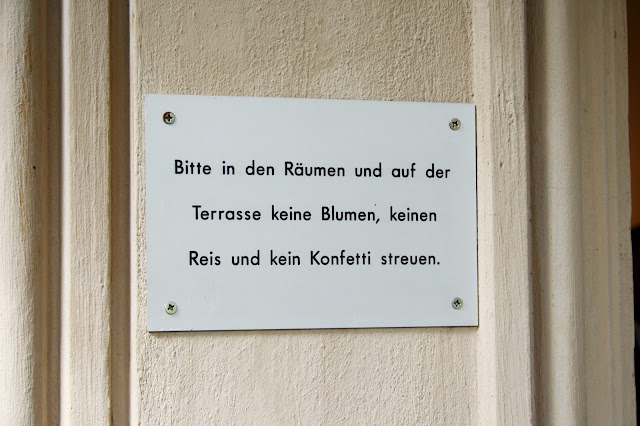 Bitte in den Räumen und auf der
Terrasse keine Blumen, keinen
Reis und kein Konfetti streuen.